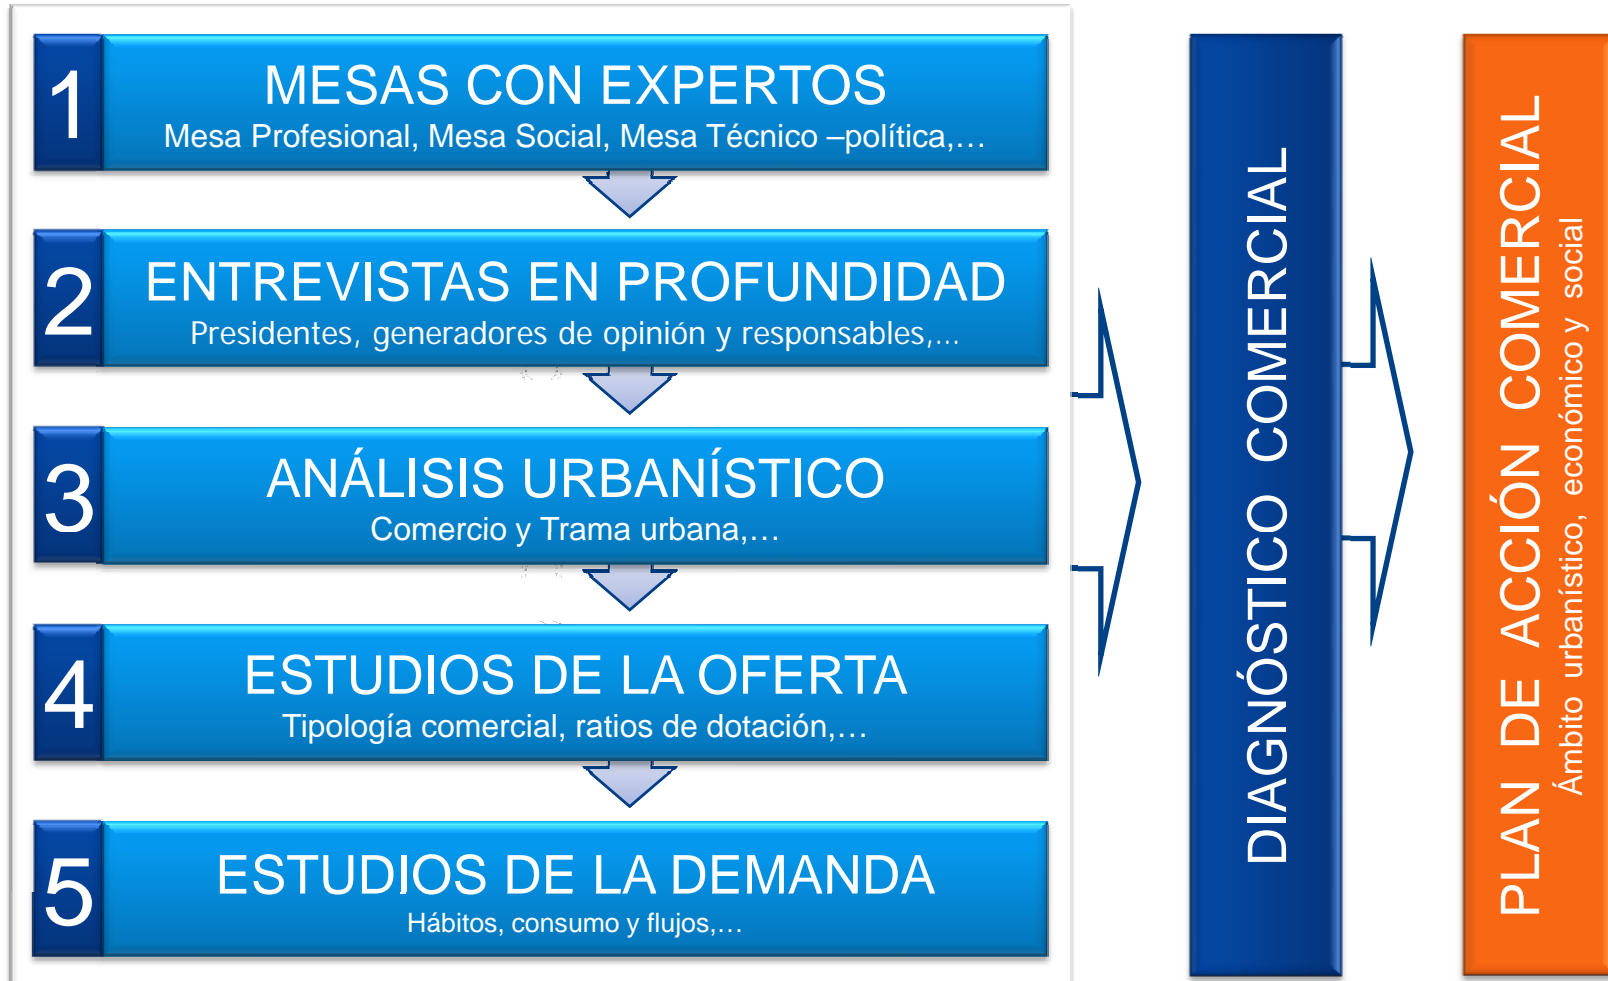 1
MESAS CON EXPERTOS
Mesa Profesional, Mesa Social, Mesa Técnico –política,…
2
ENTREVISTAS EN PROFUNDIDAD
Presidentes, generadores de opinión y responsables,…
3
ANÁLISIS URBANÍSTICO
Comercio y Trama urbana,…
4
ESTUDIOS DE LA OFERTA
Tipología comercial, ratios de dotación,…
5
ESTUDIOS DE LA DEMANDA
Hábitos, consumo y flujos,…
DIAGNÓSTICO COMERCIAL
PLAN DE ACCIÓN COMERCIAL
Ámbito urbanístico, económico y social